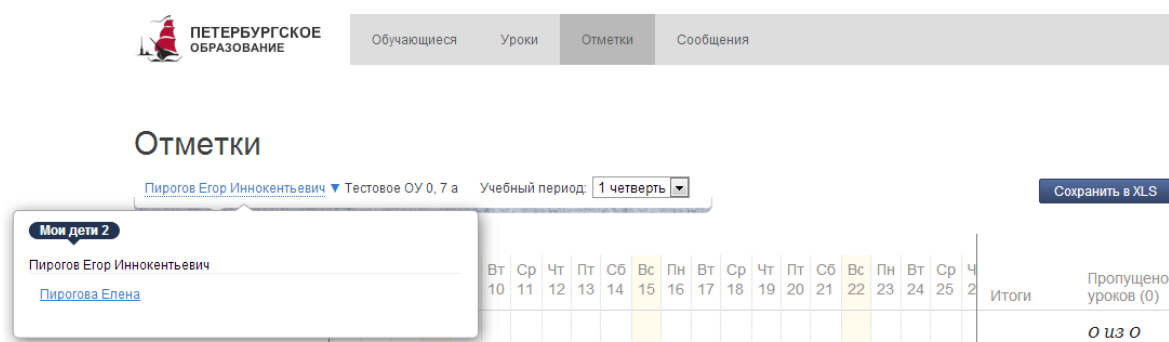 ПЕТЕРБУРГСКОЕ
ОБРАЗОВАНИЕ
Обучающиеся Уроки Отметки Сообщения
Отметки
Пирогов Егор Иннокентьевич ▼ Тестовое ОУ 0, 7 а Учебный период: 1 четверть
Сохранить в XLS
Мои дети 2
Пирогов Егор Иннокентьевич
Пирогова Елена
Вт Ср Чт Пт Сб Вс Пн Вт Ср Чт Пт Сб Вс Пн Вт Ср
10 11 12 13 14 15 16 17 18 19 20 21 22 23 24 25
Итоги
Пропущено
уроков (0)
0 из 0